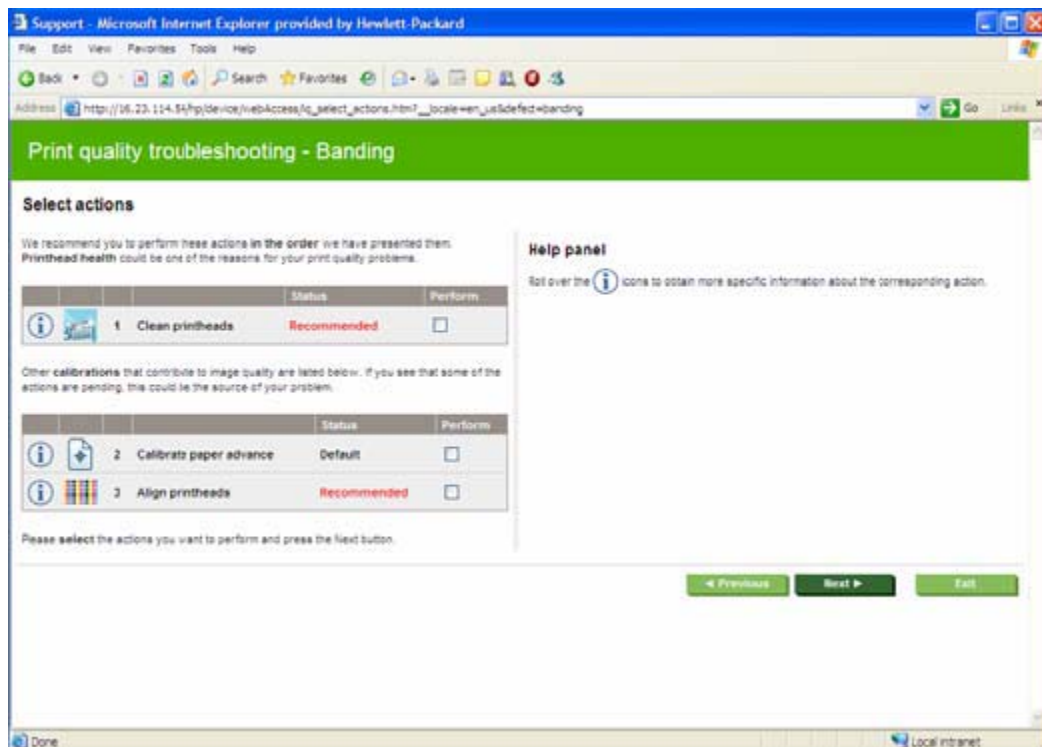 Support - Microsoft Internet Explorer provided by Hewlett-Packard
File Edit View Favorites Tools Help
Back Search Favorites
Address http://16.23.114.54/hp/device/webAccess/iq_select_actions.htm?__locale=en_us&defect=banding Go Links
Print quality troubleshooting - Banding
Select actions
We recommend you to perform hese actions in the order we have presented them.
Printhead health could be one of the reasons for your print quality problems.
Status Perform
1 Clean printheads Recommended
Other calibrations that contribute to image quality are listed below. If you see that some of the
actions are pending, this could be the source of your problem.
Status Perform
2 Calibrate paper advance Default
3 Align printheads Recommended
Please select the actions you want to perform and press the Next button.
Help panel
Roll over the i icons to obtain more specific information about the corresponding action.
Previous Next Exit
Done Local intranet